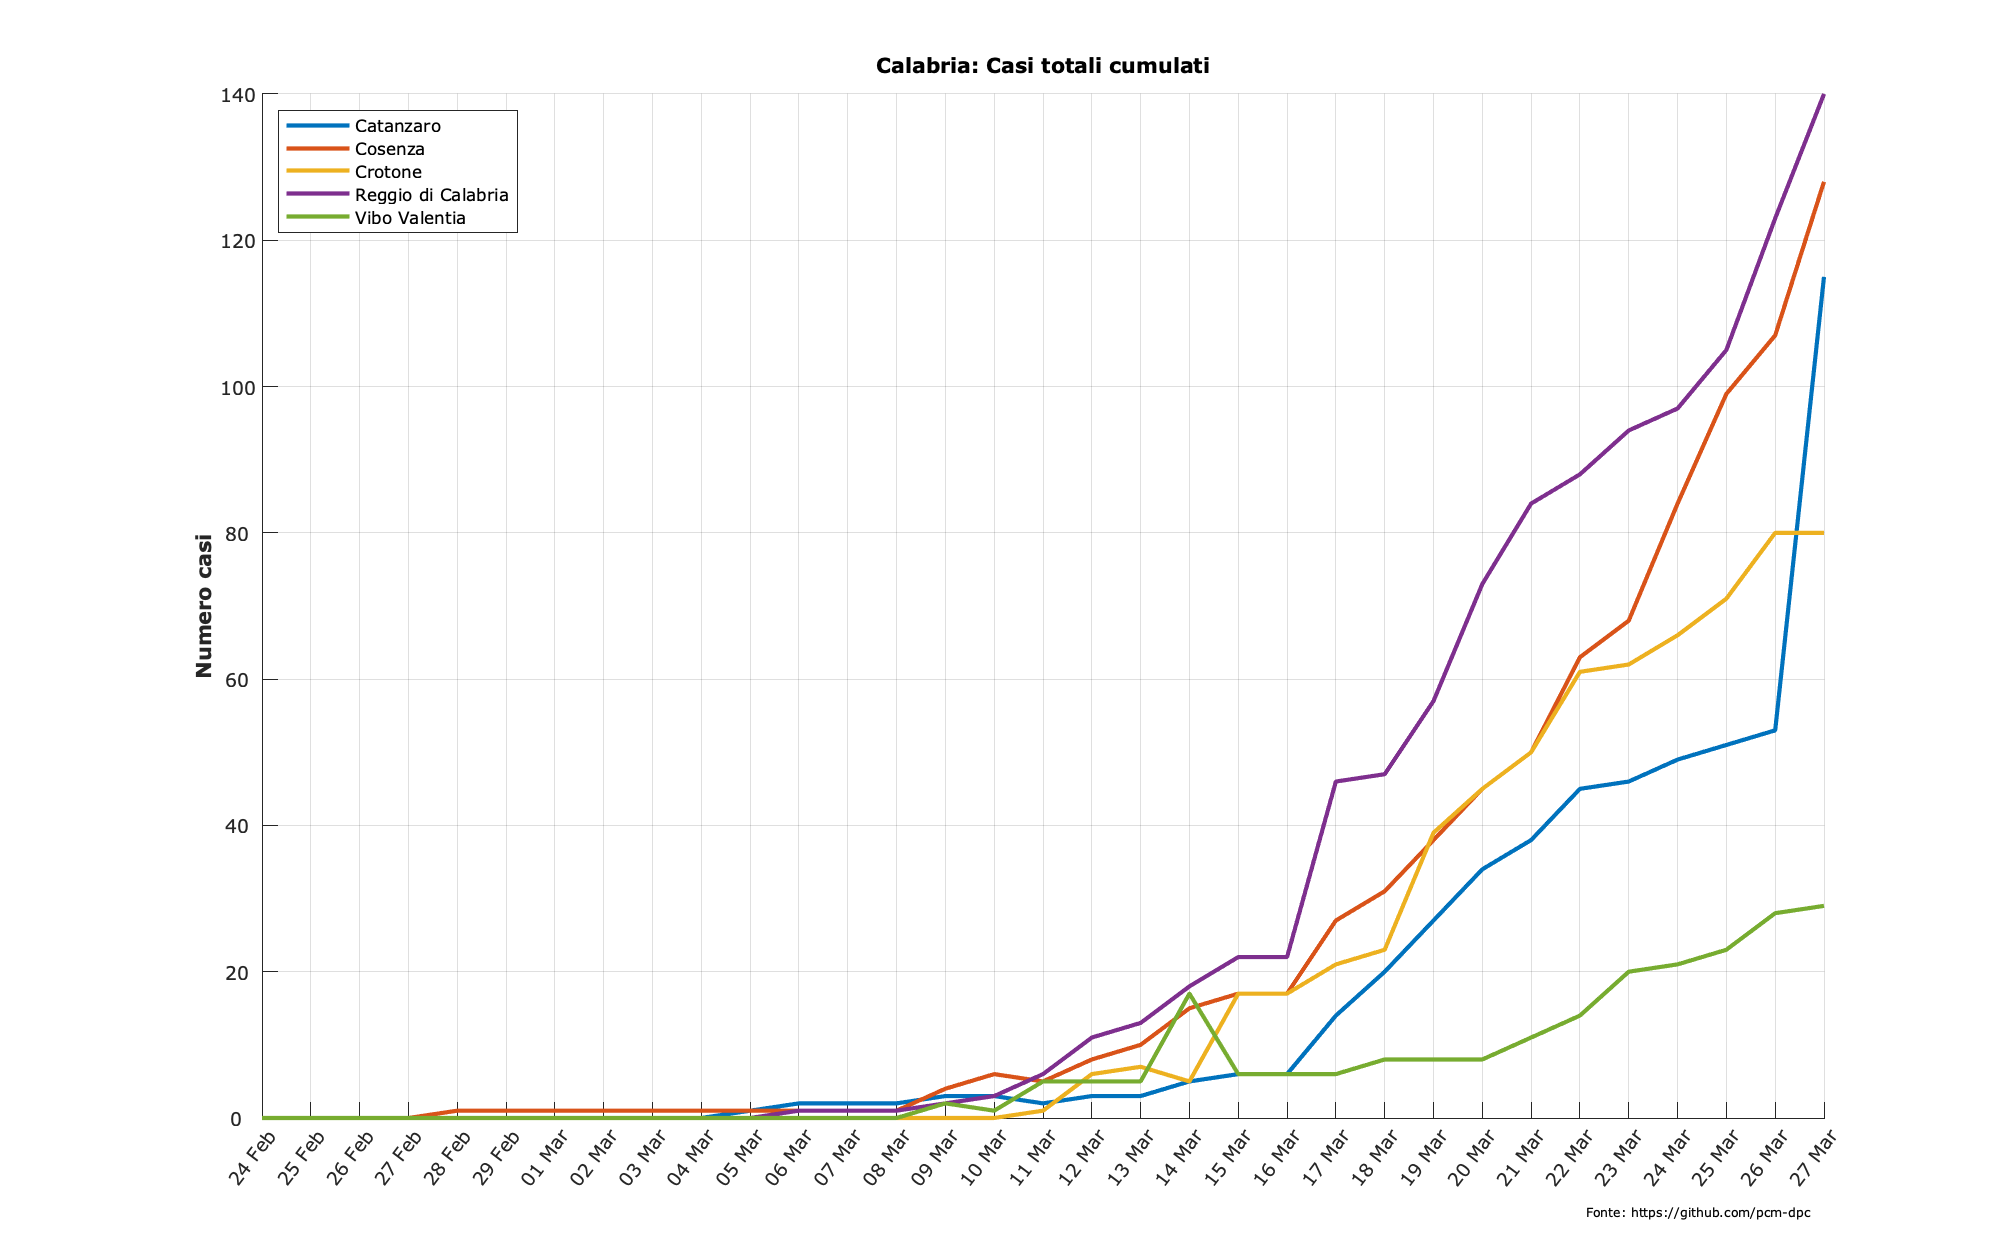 Calabria: Casi totali cumulati
140
120
100
80
60
40
20
0
Numero casi
Catanzaro
Cosenza
Crotone
Reggio di Calabria
Vibo Valentia
24 Feb
25 Feb
26 Feb
27 Feb
28 Feb
29 Feb
01 Mar
02 Mar
03 Mar
04 Mar
05 Mar
06 Mar
07 Mar
08 Mar
09 Mar
10 Mar
11 Mar
12 Mar
13 Mar
14 Mar
15 Mar
16 Mar
17 Mar
18 Mar
19 Mar
20 Mar
21 Mar
22 Mar
23 Mar
24 Mar
25 Mar
26 Mar
27 Mar
Fonte: https://github.com/pcm-dpc